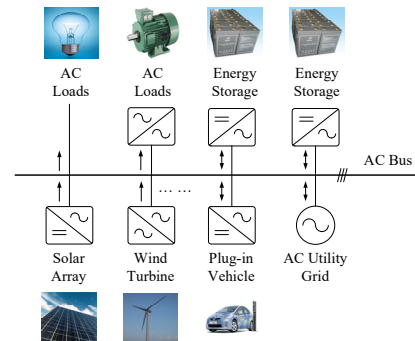 AC
Loads
AC
Loads
Energy
Storage
Energy
Storage
AC Bus
... ...
Solar
Array
Wind
Turbine
Plug-in
Vehicle
AC Utility
Grid